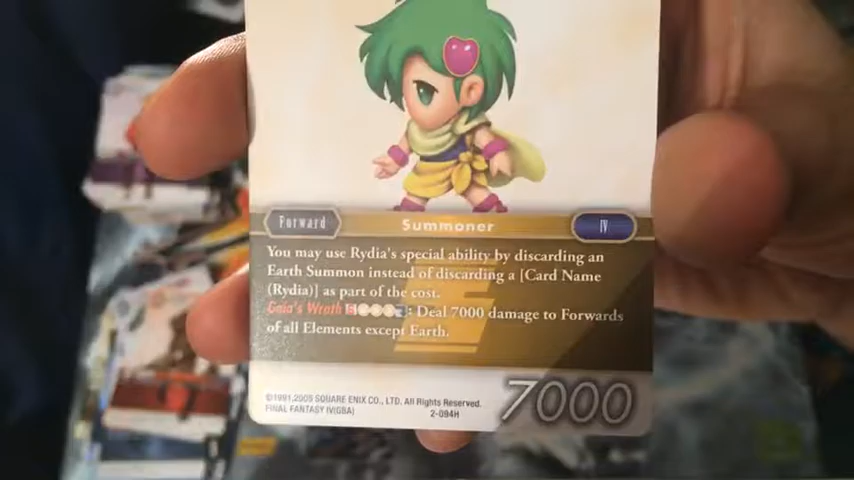 Forward
Summoner
IV
You may use Rydia's special ability by discarding an
Earth Summon instead of discarding a [Card Name
(Rydia)] as part of the cost.
Gaia's Wrath S : Deal 7000 damage to Forwards
of all Elements except Earth.
©1991,2005 SQUARE ENIX CO., LTD. All Rights Reserved.
FINAL FANTASY IV(GBA)
2-094H
7000